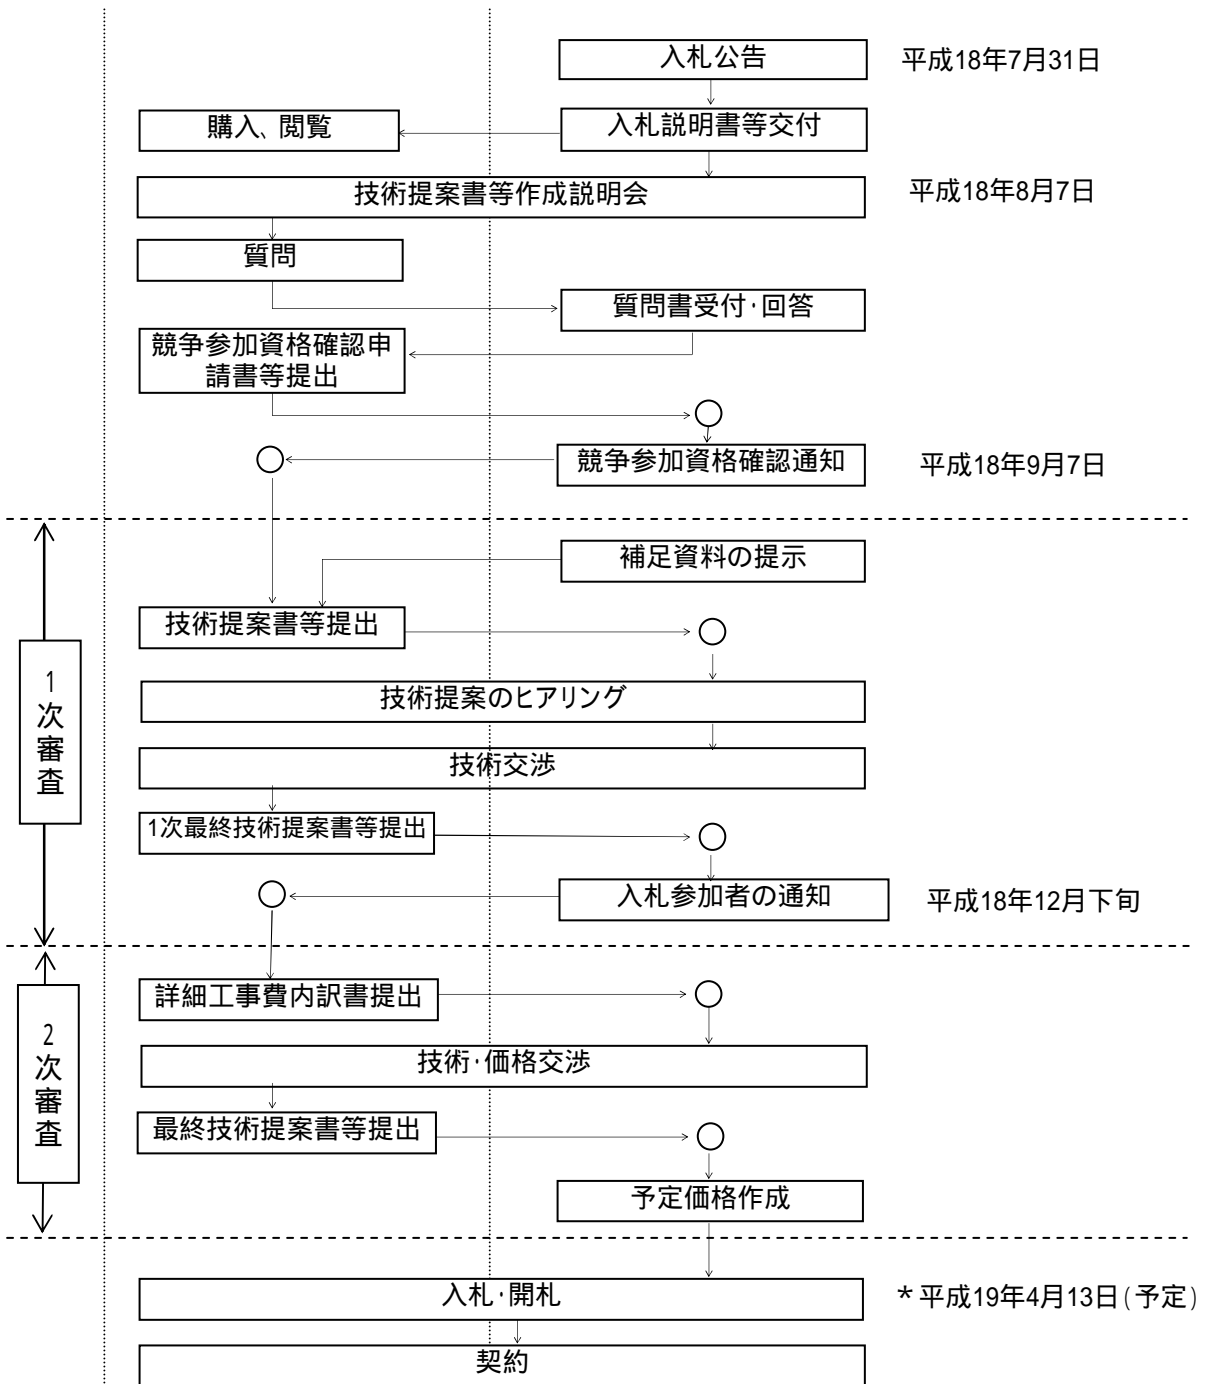 入札公告
平成18年7月31日
購入、閲覧
入札説明書等交付
技術提案書等作成説明会
平成18年8月7日
質問
質問書受付・回答
競争参加資格確認申
請書等提出
競争参加資格確認通知
平成18年9月7日
1次審査
補足資料の提示
技術提案書等提出
技術提案のヒアリング
技術交渉
1次最終技術提案書等提出
入札参加者の通知
平成18年12月下旬
2次審査
詳細工事費内訳書提出
技術・価格交渉
最終技術提案書等提出
予定価格作成
入札・開札
*平成19年4月13日(予定)
契約